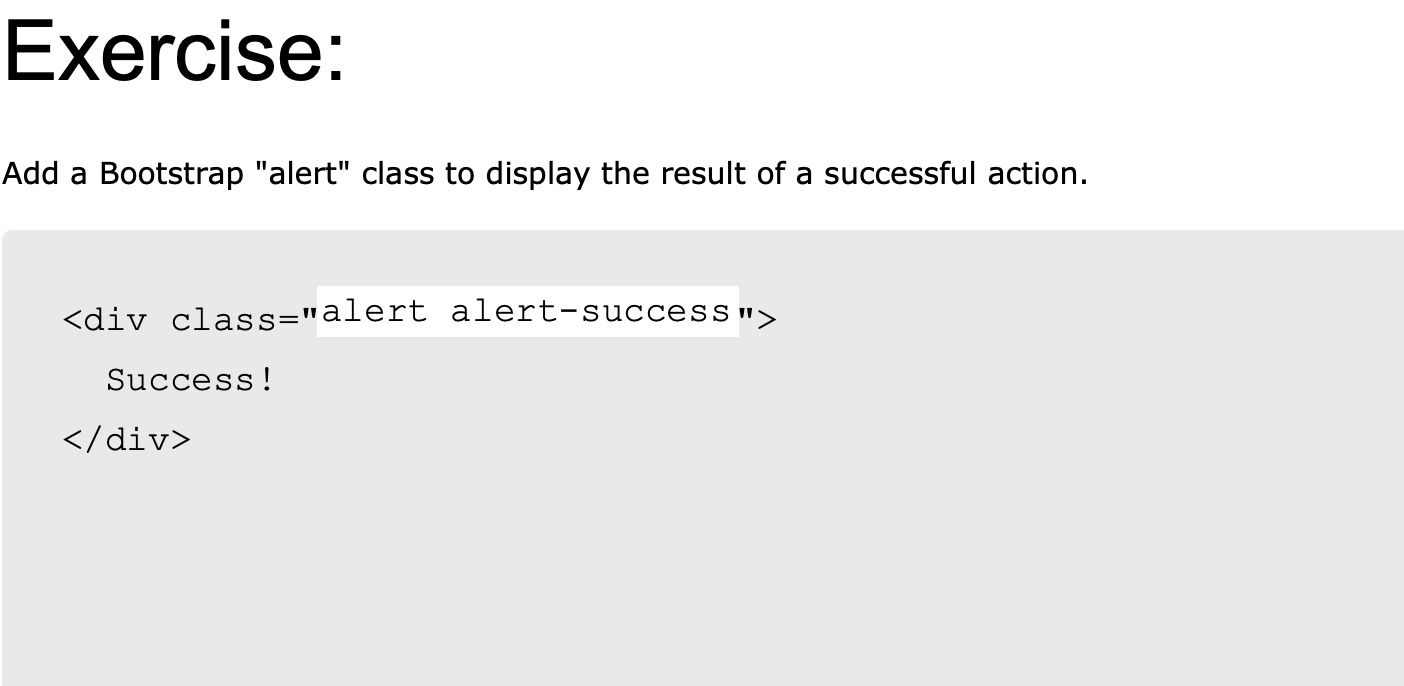 Exercise:
Add a Bootstrap "alert" class to display the result of a successful action.
<div class="alert alert-success">
  Success!
</div>